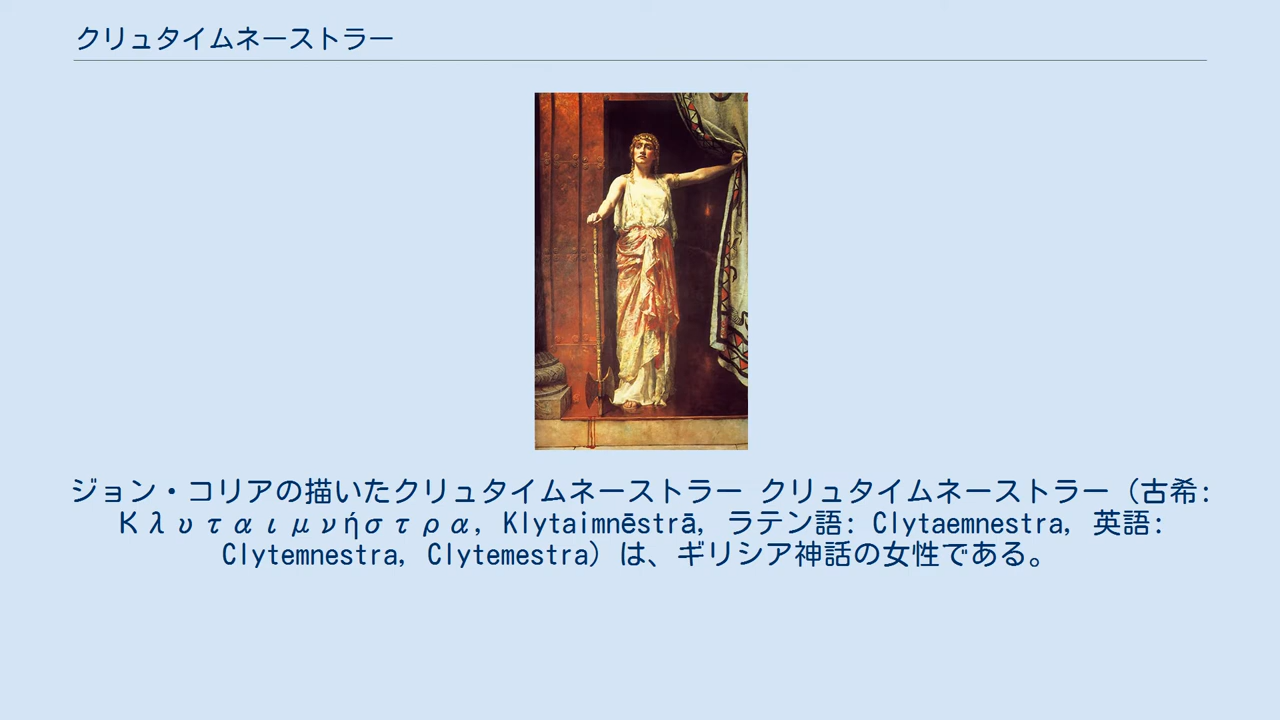 クリュタイムネーストラー
ジョン・コリアの描いたクリュタイムネーストラー クリュタイムネーストラー（古希:
Κλυταιμνήστρα, Klytaimnēstrā, ラテン語: Clytaemnestra, 英語:
Clytemnestra, Clytemestra）は、ギリシア神話の女性である。